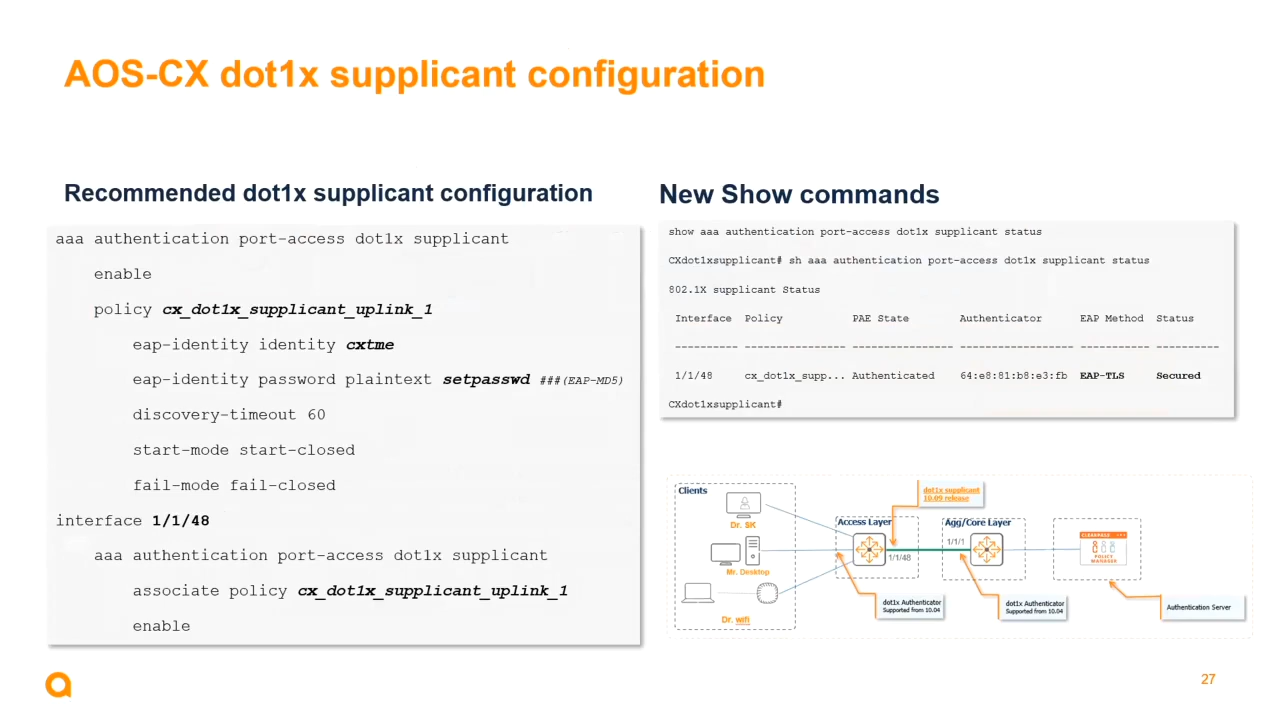 AOS-CX dot1x supplicant configuration
Recommended dot1x supplicant configuration
aaa authentication port-access dot1x supplicant
enable
policy cx_dot1x_supplicant_uplink_1
eap-identity identity cxtme
eap-identity password plaintext setpasswd ###(EAP-MD5)
discovery-timeout 60
start-mode start-closed
fail-mode fail-closed
interface 1/1/48
aaa authentication port-access dot1x supplicant
associate policy cx_dot1x_supplicant_uplink_1
enable
New Show commands
show aaa authentication port-access dot1x supplicant status
CXdot1xsupplicant# sh aaa authentication port-access dot1x supplicant status
802.1X supplicant Status
Interface Policy PAE State Authenticator EAP Method Status
---------- --------------- --------------- ----------------- ----------- ---------
1/1/48 cx_dot1x_supp... Authenticated 64:e8:81:b8:e3:fb EAP-TLS Secured
CXdot1xsupplicant#
Clients
Dr. SK
Mr. Desktop
Dr. wifi
Access Layer
1/1/48
dot1x supplicant
10.09 release
Agg/Core Layer
1/1/1
dot1x Authenticator
Supported from 10.04
dot1x Authenticator
Supported from 10.04
CLEARPASS
POLICY
MANAGER
Authentication Server
27